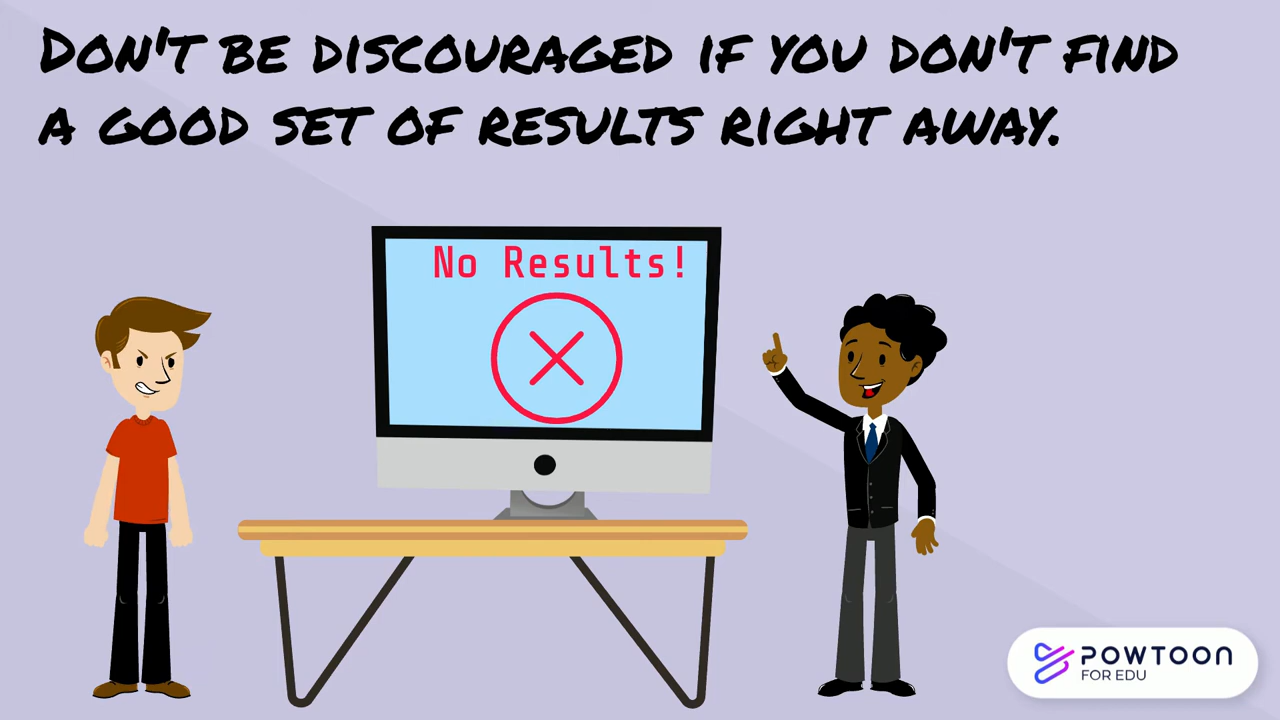 DON'T BE DISCOURAGED IF YOU DON'T FIND
A GOOD SET OF RESULTS RIGHT AWAY.
No Results!
POWTOON
FOR EDU